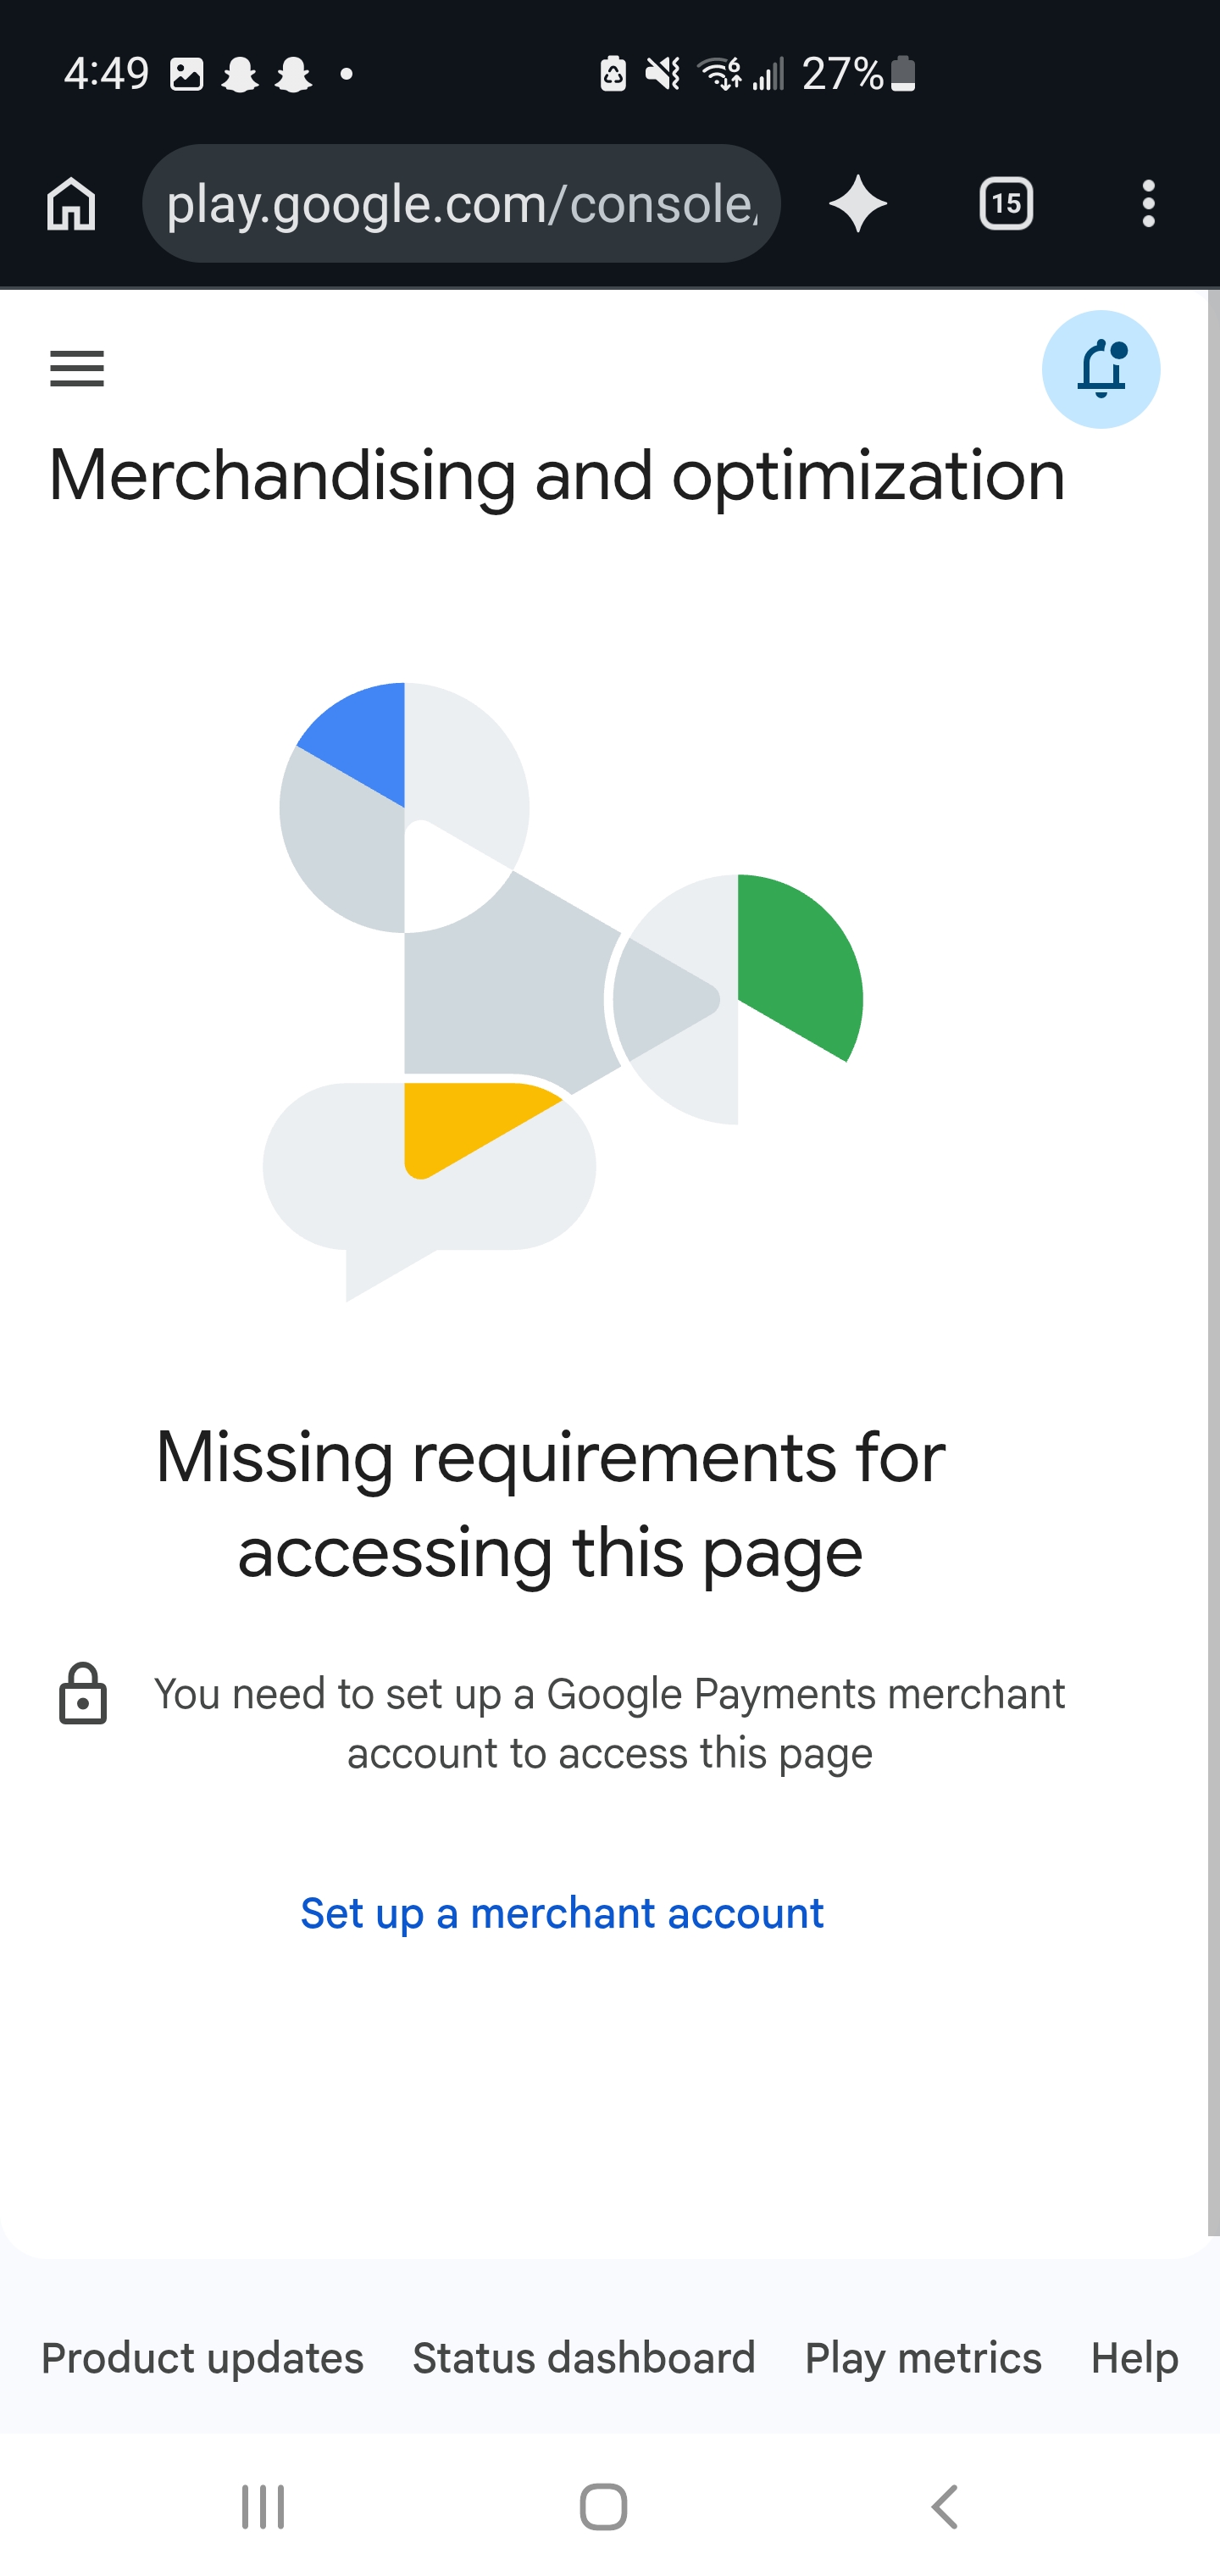 4:49
27%
play.google.com/console/
15
Merchandising and optimization
Missing requirements for
accessing this page
You need to set up a Google Payments merchant
account to access this page
Set up a merchant account
Product updates Status dashboard Play metrics Help